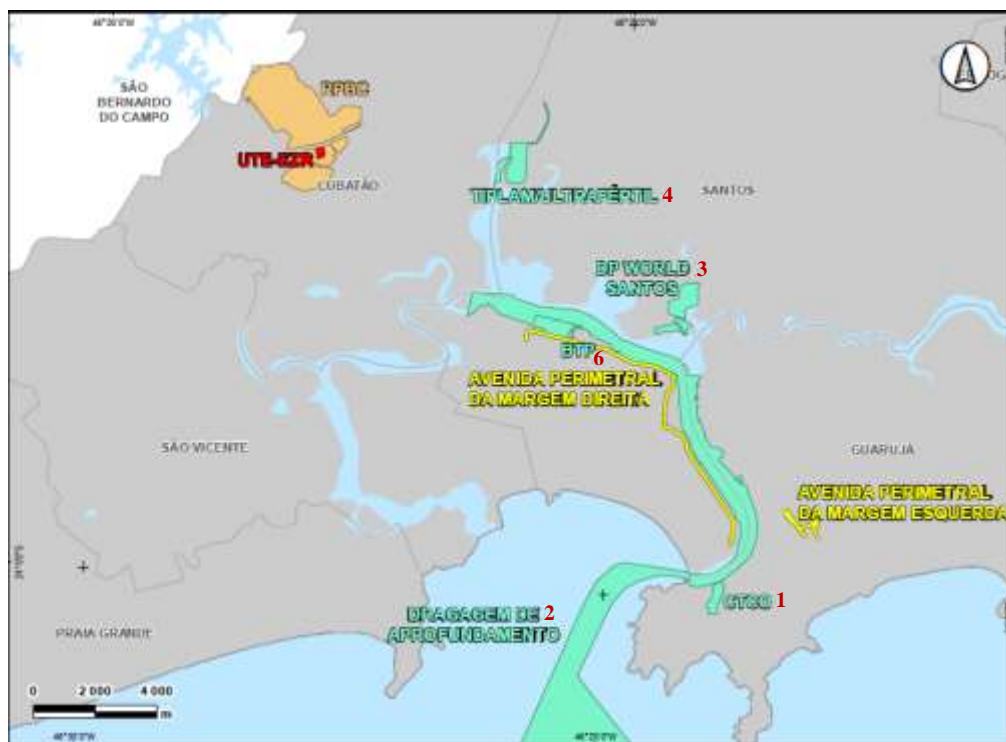 SÃO
BERNARDO
DO CAMPO
RPBC
UTE-EZR
CUBATÃO
TIPLAM/ULTRAFÉRTIL 4
SANTOS
DP WORLD 3
SANTOS
BTP 6
AVENIDA PERIMETRAL
DA MARGEM DIREITA
SÃO VICENTE
GUARUJÁ
AVENIDA PERIMETRAL
DA MARGEM ESQUERDA
1
DRAGAGEM DE 2
APROFUNDAMENTO
PRAIA GRANDE
0 2 000 4 000
m